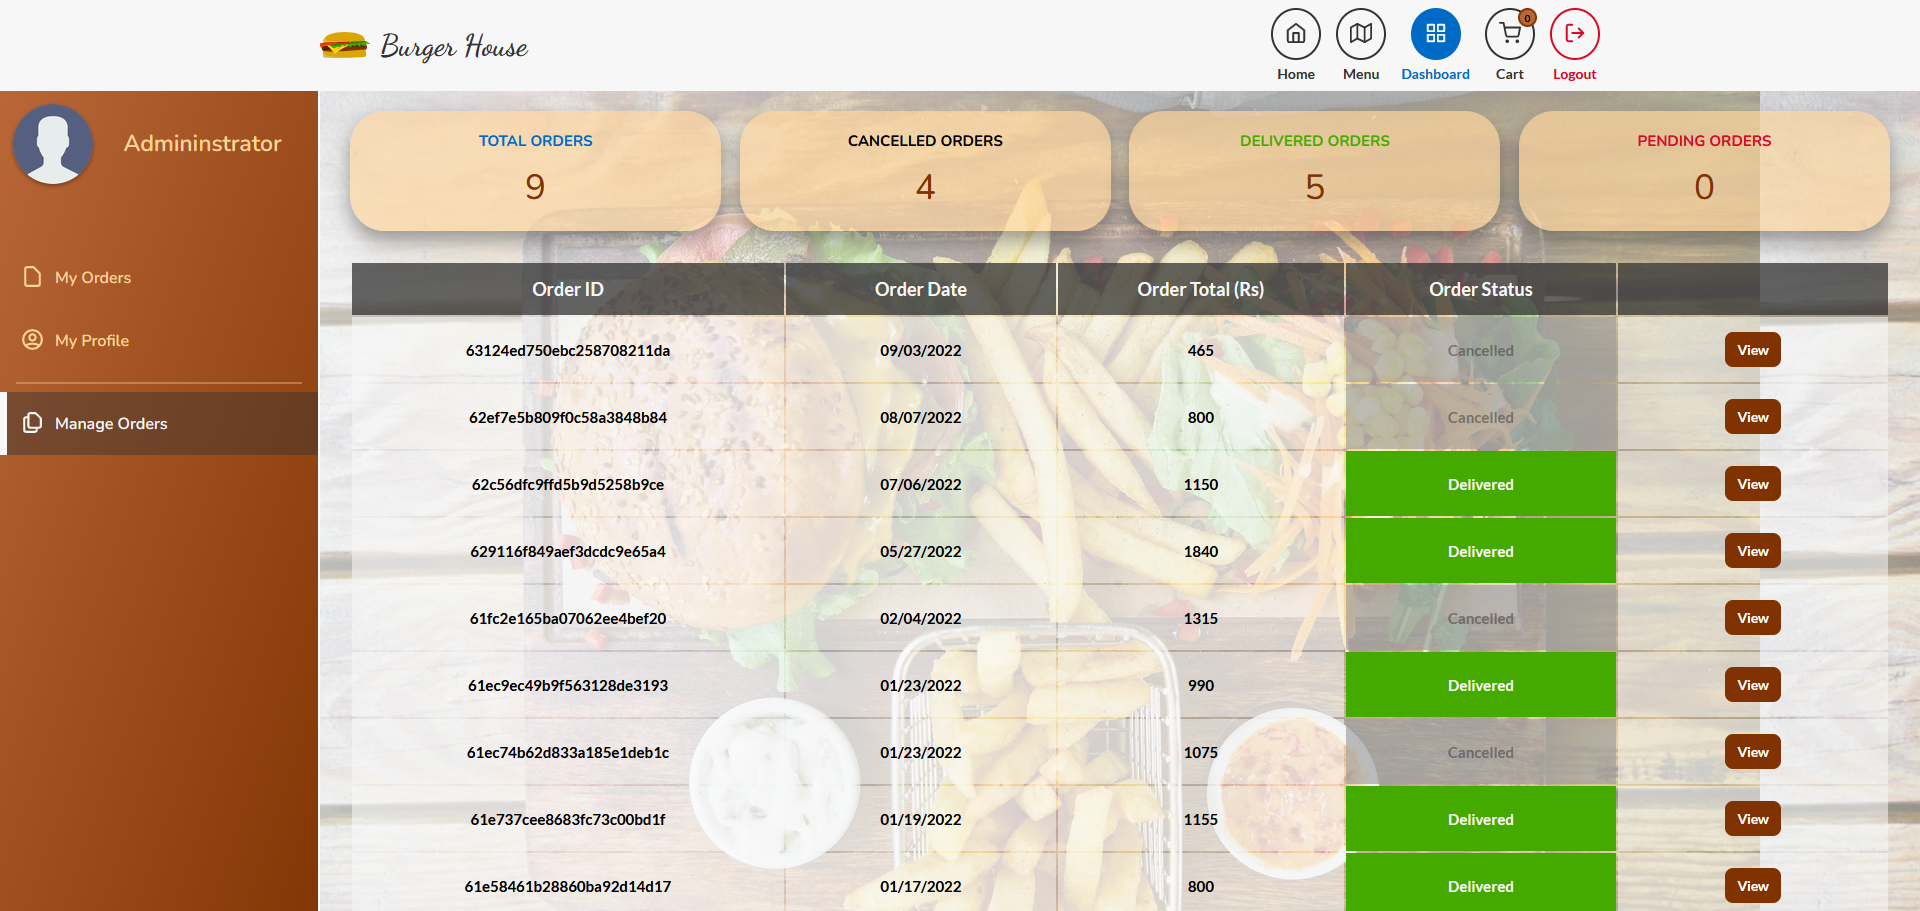 Burger House
0
Home Menu Dashboard Cart Logout
Admininstrator
My Orders
My Profile
Manage Orders
TOTAL ORDERS CANCELLED ORDERS DELIVERED ORDERS PENDING ORDERS
9 4 5 0
Order ID Order Date Order Total (Rs) Order Status
63124ed750ebc258708211da 09/03/2022 465 Cancelled View
62ef7e5b809f0c58a3848b84 08/07/2022 800 Cancelled View
62c56dfc9ffd5b9d5258b9ce 07/06/2022 1150 Delivered View
629116f849aef3dcdc9e65a4 05/27/2022 1840 Delivered View
61fc2e165ba07062ee4bef20 02/04/2022 1315 Cancelled View
61ec9ec49b9f563128de3193 01/23/2022 990 Delivered View
61ec74b62d833a185e1deb1c 01/23/2022 1075 Cancelled View
61e737cee8683fc73c00bd1f 01/19/2022 1155 Delivered View
61e58461b28860ba92d14d17 01/17/2022 800 Delivered View